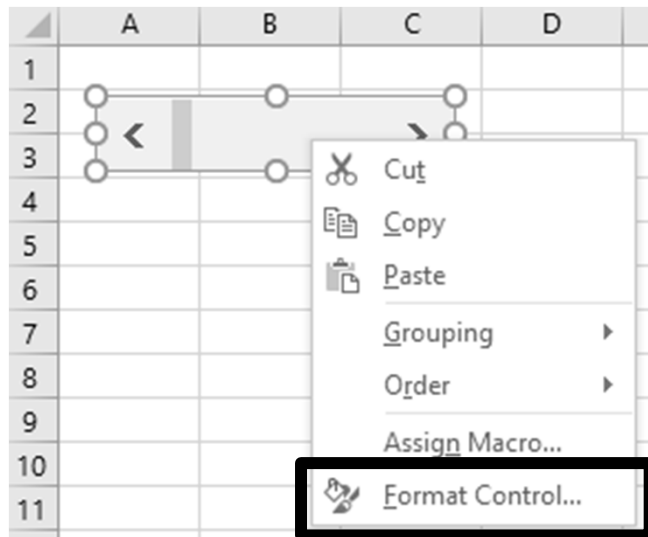 A B C D
1
2
3
4
5
6
7
8
9
10
11
Cut
Copy
Paste
Grouping
Order
Assign Macro...
Format Control...